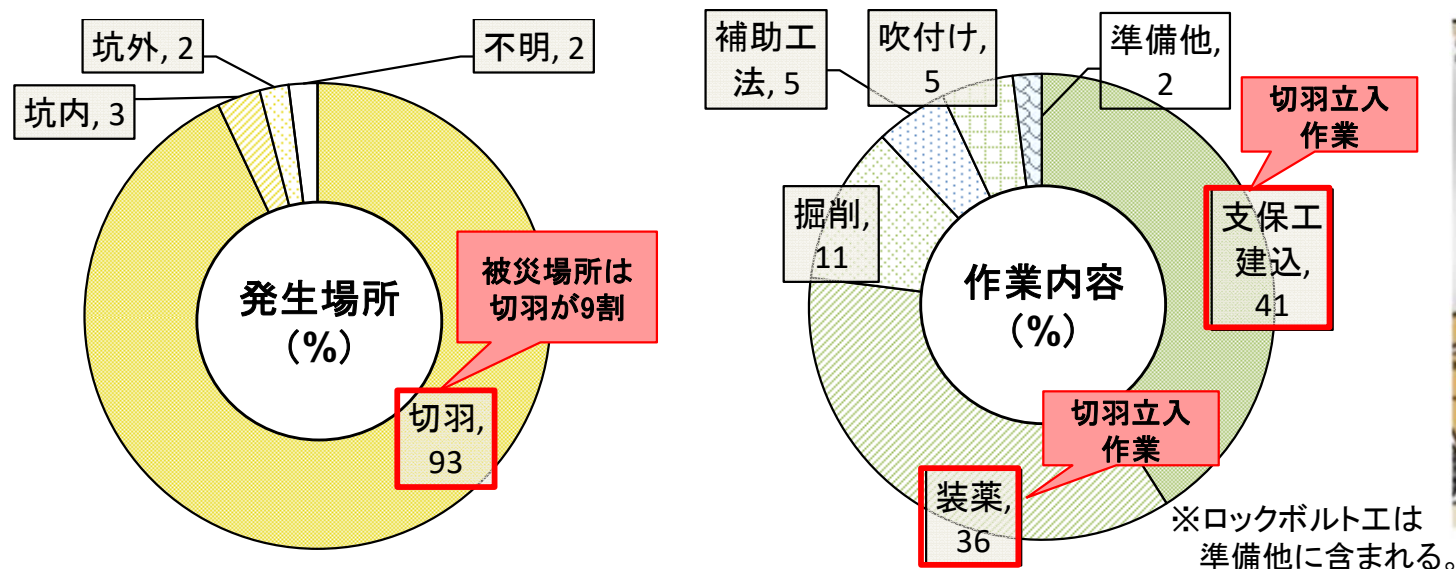 坑外, 2
不明, 2
坑内, 3
発生場所
(%)
被災場所は
切羽が9割
切羽,
93
補助工
法, 5
吹付け,
5
準備他,
2
切羽立入
作業
掘削,
11
支保工
建込,
41
作業内容
(%)
切羽立入
作業
装薬,
36
※ロックボルト工は
準備他に含まれる。